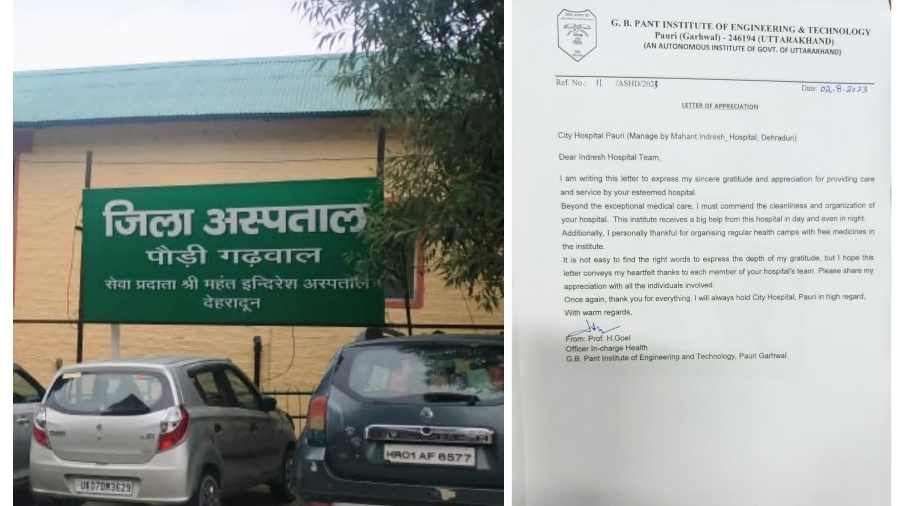 जिला अस्पताल
पौड़ी गढ़वाल
सेवा प्रदाता श्री महंत इन्दिरेश अस्पताल
देहरादून
UK07DM3629
HR01AF6577
G. B. PANT INSTITUTE OF ENGINEERING & TECHNOLOGY
Pauri (Garhwal) - 246194 (UTTARAKHAND)
(AN AUTONOMOUS INSTITUTE OF GOVT. OF UTTARAKHAND)
Ref. No.: 11 /ASHD/2023
Date: 02.8.2023
LETTER OF APPRECIATION
City Hospital Pauri (Manage by Mahant Indresh_Hospital, Dehradun)
Dear Indresh Hospital Team,
I am writing this letter to express my sincere gratitude and appreciation for providing care
and service by your esteemed hospital.
Beyond the exceptional medical care, I must commend the cleanliness and organization of
your hospital. This institute receives a big help from this hospital in day and even in night.
Additionally, I personally thankful for organising regular health camps with free medicines in
the institute.
It is not easy to find the right words to express the depth of my gratitude, but I hope this
letter conveys my heartfelt thanks to each member of your hospital's team. Please share my
appreciation with all the individuals involved.
Once again, thank you for everything. I will always hold City Hospital, Pauri in high regard.
With warm regards,
From: Prof. H.Goel
Officer In-charge Health
G.B. Pant Institute of Engineering and Technology, Pauri Garhwal